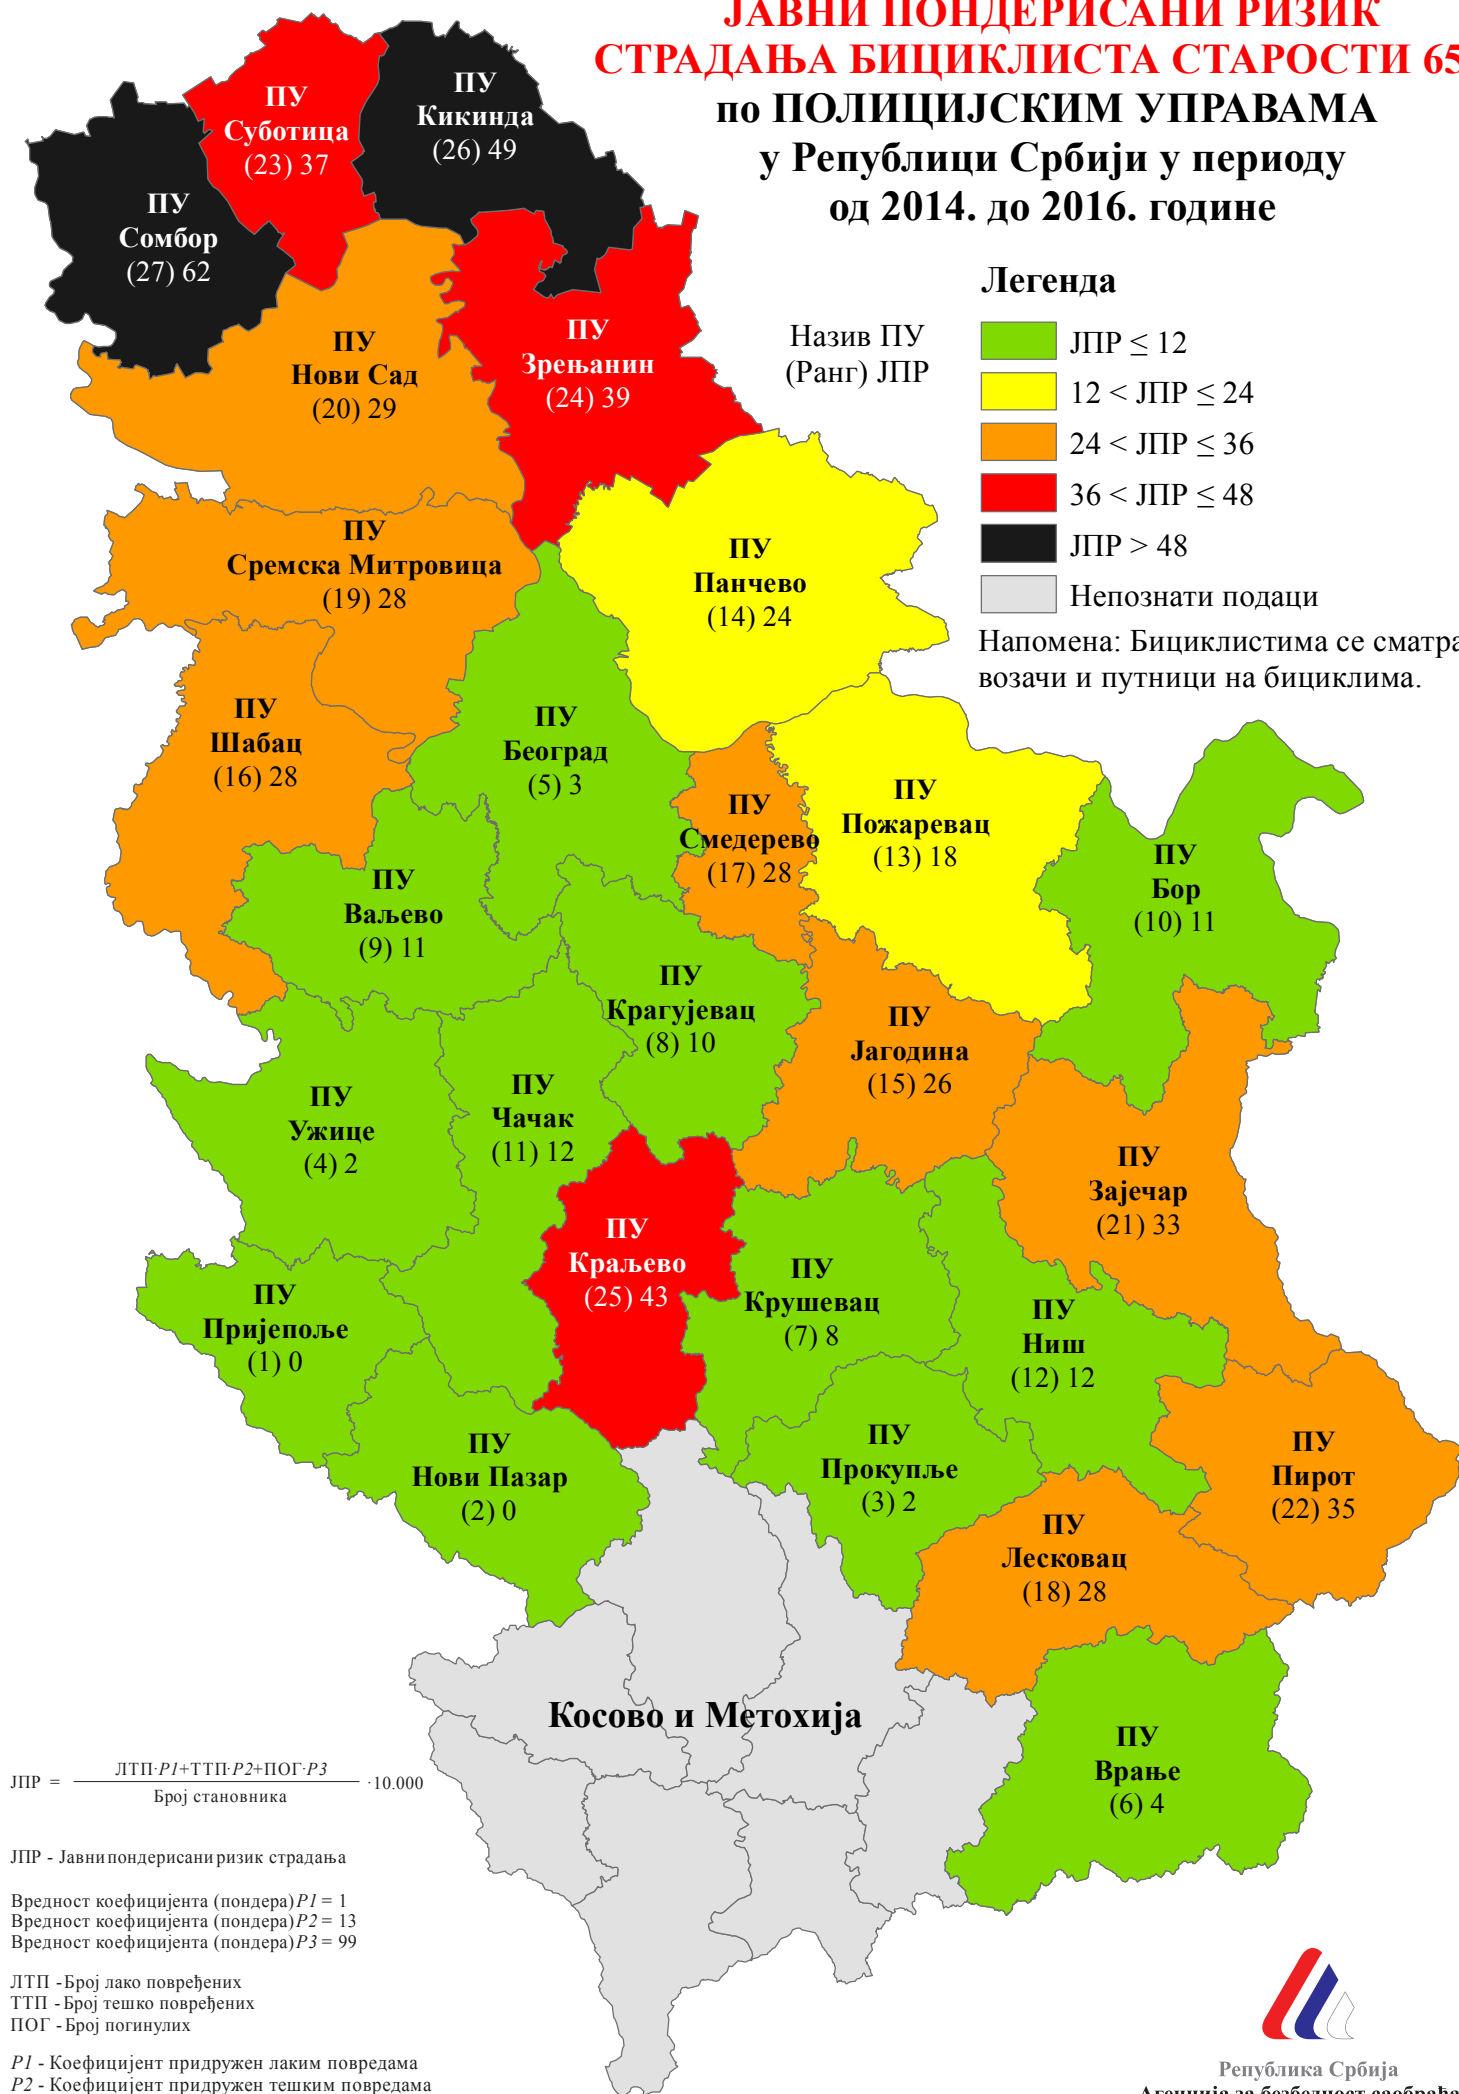 ЈАВНИ ПОНДЕРИСАНИ РИЗИК
СТРАДАЊА БИЦИКЛИСТА СТАРОСТИ 65
по ПОЛИЦИЈСКИМ УПРАВАМА
у Републици Србији у периоду
од 2014. до 2016. године
Легенда
Назив ПУ
(Ранг) ЈПР
ЈПР ≤ 12
12 < ЈПР ≤ 24
24 < ЈПР ≤ 36
36 < ЈПР ≤ 48
ЈПР > 48
Непознати подаци
Напомена: Бициклистима се сматра
возачи и путници на бициклима.
ПУ
Суботица
(23) 37
ПУ
Кикинда
(26) 49
ПУ
Сомбор
(27) 62
ПУ
Нови Сад
(20) 29
ПУ
Зрењанин
(24) 39
ПУ
Сремска Митровица
(19) 28
ПУ
Панчево
(14) 24
ПУ
Шабац
(16) 28
ПУ
Београд
(5) 3
ПУ
Смедерево
(17) 28
ПУ
Пожаревац
(13) 18
ПУ
Бор
(10) 11
ПУ
Ваљево
(9) 11
ПУ
Крагујевац
(8) 10
ПУ
Јагодина
(15) 26
ПУ
Ужице
(4) 2
ПУ
Чачак
(11) 12
ПУ
Зајечар
(21) 33
ПУ
Краљево
(25) 43
ПУ
Крушевац
(7) 8
ПУ
Ниш
(12) 12
ПУ
Пријепоље
(1) 0
ПУ
Нови Пазар
(2) 0
ПУ
Прокупље
(3) 2
ПУ
Пирот
(22) 35
ПУ
Лесковац
(18) 28
Косово и Метохија
ПУ
Врање
(6) 4
ЈПР = ЛТП·P1+ТТП·P2+ПОГ·P3 ·10.000
Број становника
ЈПР - Јавни пондерисани ризик страдања
Вредност коефицијента (пондера) P1 = 1
Вредност коефицијента (пондера) P2 = 13
Вредност коефицијента (пондера) P3 = 99
ЛТП - Број лако повређених
ТТП - Број тешко повређених
ПОГ - Број погинулих
P1 - Коефицијент придружен лаким повредама
P2 - Коефицијент придружен тешким повредама
Република Србија
Агенција за безбедност саобраћа